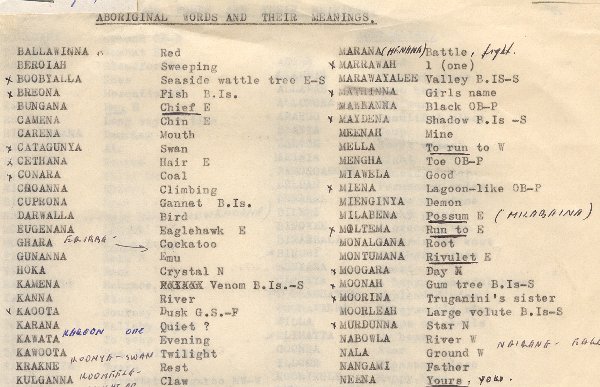 ABORIGINAL WORDS AND THEIR MEANINGS.
BALLAWINNA Red
BEROIAH Sweeping
x BOOBYALLA Seaside wattle tree E-S
x BREONA Fish B.Is.
BUNGANA Chief E
CAMENA Chin E
CARENA Mouth
x CATAGUNYA Swan
x CETHANA Hair E
x CONARA Coal
CROANNA Climbing
CUPRONA Gannat B.Is.
DARWALLA Bird
EUGENANA Eaglehawk E
GHARA Cockatoo
GUNANNA Emu
HOKA Crystal N
KAMENA Venom B.Is.-S
KANNA River
x KAOOTA Dusk G.S.-F
KARANA Quiet ?
KAWATA Evening
KAWOOTA Twilight
KRAKNE Rest
KULGANNA Claw
MARANA (MENANA) Battle, fight.
x MARRAWAH 1 (one)
MARAWAYALEE Valley B.IS-S
x MATHINNA Girls name
MAWBANNA Black OB-P
x MAYDENA Shadow B.Is -S
MEENAH Mine
MELLA To run to W
MENGHA Toe OB-P
MIAWELA Good
x MIENA Lagoon-like OB-P
MIENGINYA Demon
MILABENA Possum E (MILABAINA)
x MOLTEMA Run to E
MONALGANA Root
MONTUMANA Rivulet E
x MOOGARA Day
x MOONAH Gum tree B.Is-S
x MOORINA Truganini's sister
MOORLEAH Large volute B.Is-S
x MURDUNNA Star N
NABOWLA River W
NALA Ground W
NANGAMI Father
NEENA Yours, you.